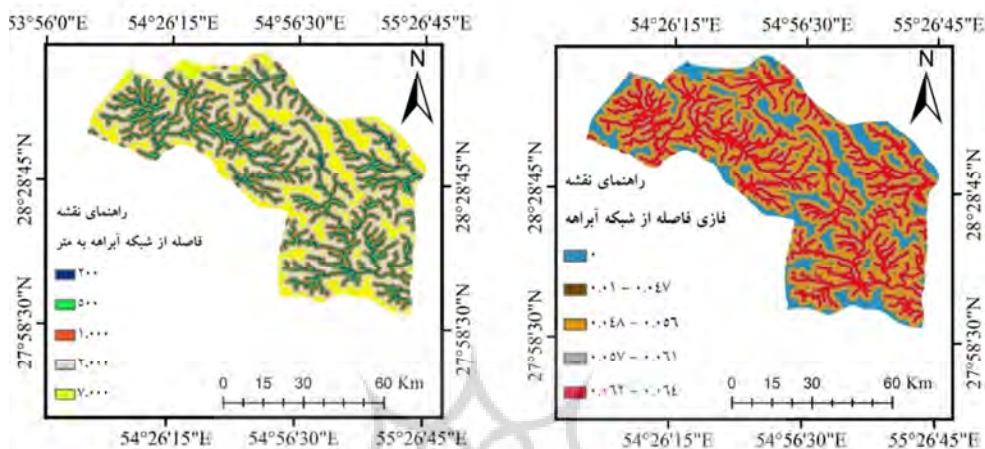 53°56'0"E 54°26'15"E 54°56'30"E 55°26'45"E
N
28°28'45"N
27°58'30"N
28°28'45"N
27°58'30"N
راهنمای نقشه
فاصله از شبکه آبراهه به متر
۲۰۰
۵۰۰
۱.۰۰۰
۲.۰۰۰
۷.۰۰۰
0 15 30 60 Km
54°26'15"E 54°56'30"E 55°26'45"E
54°26'15"E 54°56'30"E 55°26'45"E
N
28°28'45"N
27°58'30"N
28°28'45"N
27°58'30"N
راهنمای نقشه
فازی فاصله از شبکه آبراهه
۰
۰.۰۱ - ۰.۰۴۷
۰.۰۴۸ - ۰.۰۵۶
۰.۰۵۷ - ۰.۰۶۱
۰.۰۶۲ - ۰.۰۶۴
0 15 30 60 Km
54°26'15"E 54°56'30"E 55°26'45"E